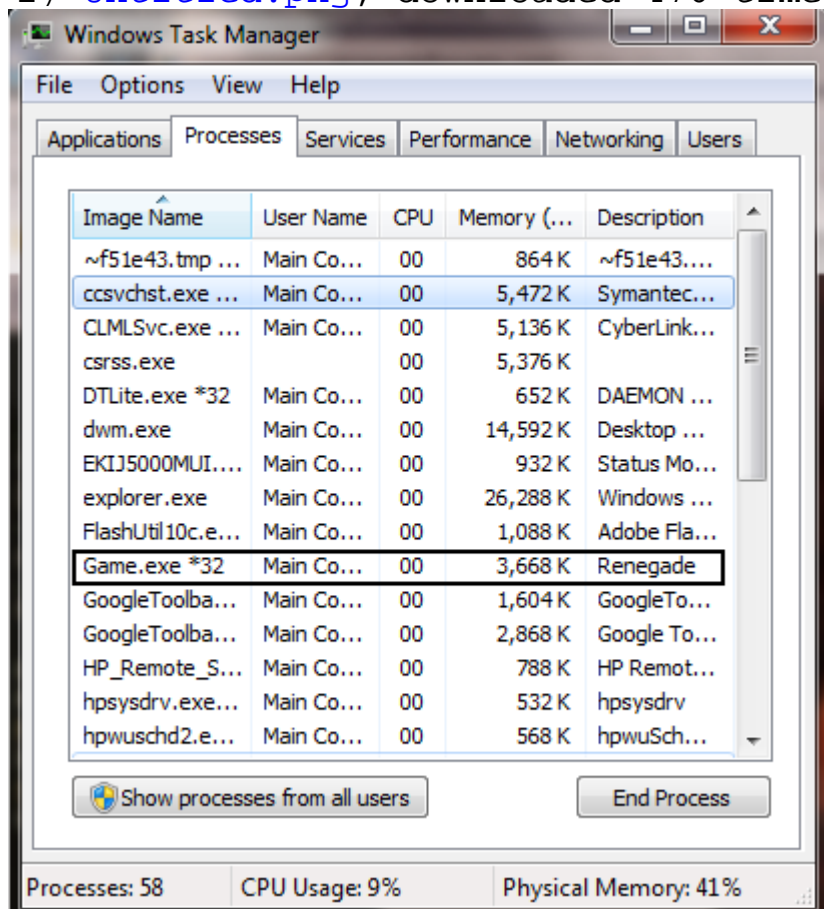 Windows Task Manager
File Options View Help
Applications Processes Services Performance Networking Users
Image Name User Name CPU Memory (... Description
~f51e43.tmp ... Main Co... 00 864 K ~f51e43....
ccsvchst.exe ... Main Co... 00 5,472 K Symantec...
CLMLSvc.exe ... Main Co... 00 5,136 K CyberLink...
csrss.exe 00 5,376 K
DTLite.exe *32 Main Co... 00 652 K DAEMON ...
dwm.exe Main Co... 00 14,592 K Desktop ...
EKIJ5000MUI.... Main Co... 00 932 K Status Mo...
explorer.exe Main Co... 00 26,288 K Windows ...
FlashUtil10c.e... Main Co... 00 1,088 K Adobe Fla...
Game.exe *32 Main Co... 00 3,668 K Renegade
GoogleToolba... Main Co... 00 1,604 K GoogleTo...
GoogleToolba... Main Co... 00 2,868 K Google To...
HP_Remote_S... Main Co... 00 788 K HP Remot...
hpsysdrv.exe... Main Co... 00 532 K hpsysdrv
hpwuschd2.e... Main Co... 00 568 K hpwuSch...
Show processes from all users End Process
Processes: 58 CPU Usage: 9% Physical Memory: 41%